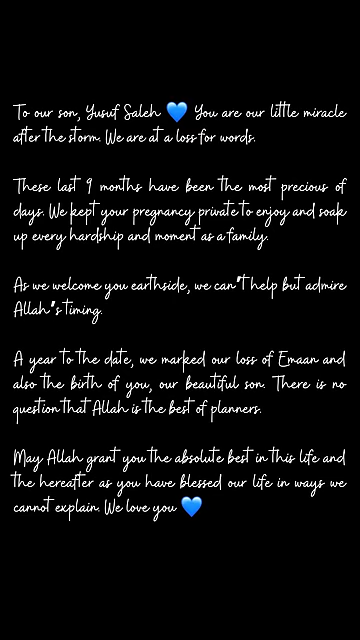 To our son, Yusuf Saleh 💙 You are our little miracle
after the storm. We are at a loss for words.
These last 9 months have been the most precious of
days. We kept your pregnancy private to enjoy and soak
up every hardship and moment as a family.
As we welcome you earthside, we can"t help but admire
Allah"s timing.
A year to the date, we marked our loss of Emaan and
also the birth of you, our beautiful son. There is no
question that Allah is the best of planners.
May Allah grant you the absolute best in this life and
the hereafter as you have blessed our life in ways we
cannot explain. We love you 💙